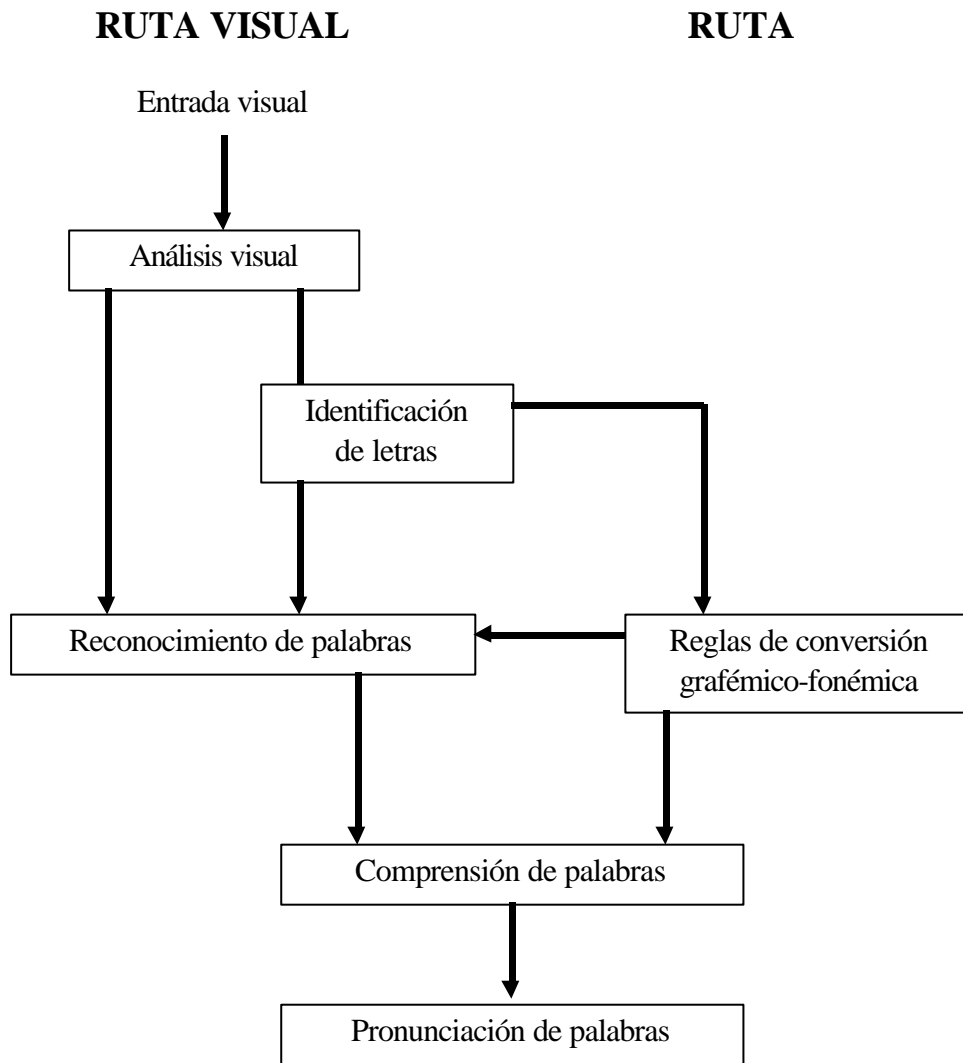 RUTA VISUAL
RUTA
Entrada visual
Análisis visual
Identificación
de letras
Reconocimiento de palabras
Reglas de conversión
grafémico-fonémica
Comprensión de palabras
Pronunciación de palabras